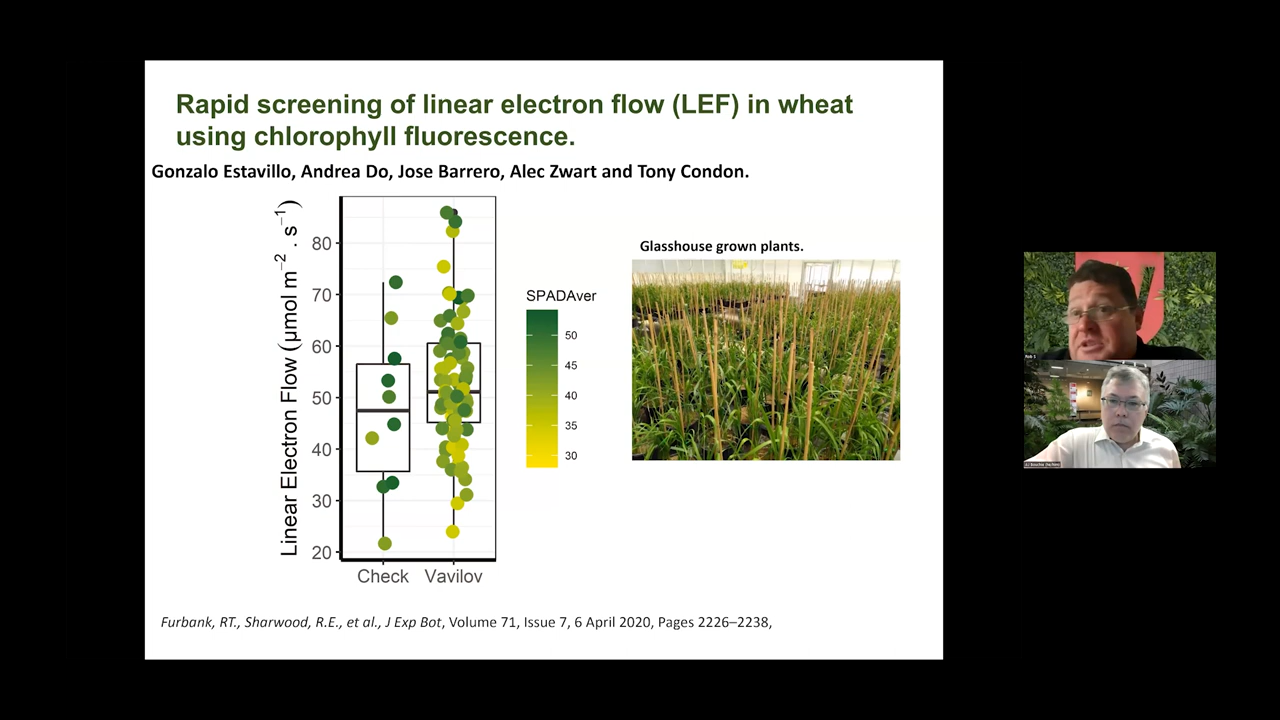 Rapid screening of linear electron flow (LEF) in wheat
using chlorophyll fluorescence.
Gonzalo Estavillo, Andrea Do, Jose Barrero, Alec Zwart and Tony Condon.
Linear Electron Flow (μmol m⁻² . s⁻¹)
80
70
60
50
40
30
20
Check Vavilov
SPADAver
50
45
40
35
30
Glasshouse grown plants.
Furbank, RT., Sharwood, R.E., et al., J Exp Bot, Volume 71, Issue 7, 6 April 2020, Pages 2226–2238,